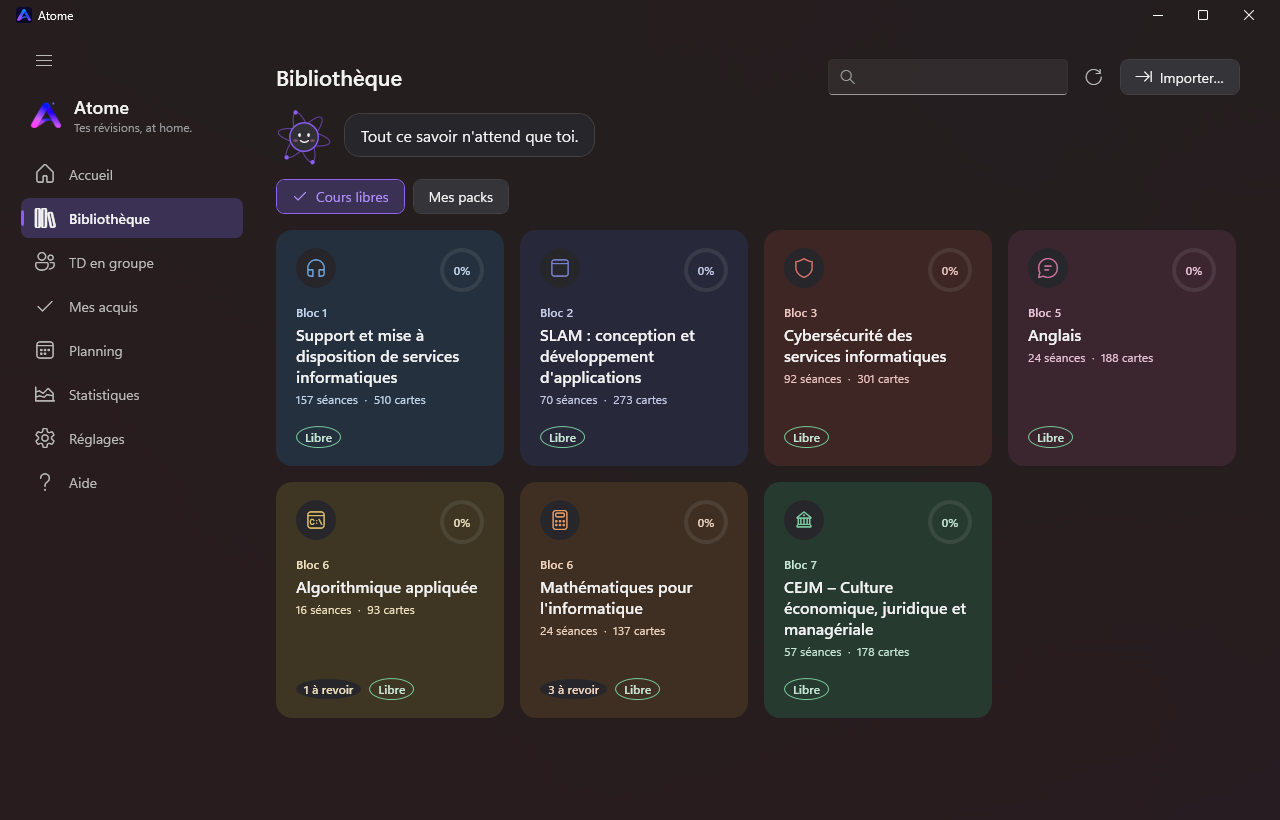 Atome
Atome
Tes révisions, at home.
Accueil
Bibliothèque
TD en groupe
Mes acquis
Planning
Statistiques
Réglages
Aide
Bibliothèque
Importer...
Tout ce savoir n'attend que toi.
Cours libres
Mes packs
0%
Bloc 1
Support et mise à
disposition de services
informatiques
157 séances · 510 cartes
Libre
0%
Bloc 2
SLAM : conception et
développement
d'applications
70 séances · 273 cartes
Libre
0%
Bloc 3
Cybersécurité des
services informatiques
92 séances · 301 cartes
Libre
0%
Bloc 5
Anglais
24 séances · 188 cartes
Libre
C:\
0%
Bloc 6
Algorithmique appliquée
16 séances · 93 cartes
1 à revoir
Libre
0%
Bloc 6
Mathématiques pour
l'informatique
24 séances · 137 cartes
3 à revoir
Libre
0%
Bloc 7
CEJM – Culture
économique, juridique et
managériale
57 séances · 178 cartes
Libre